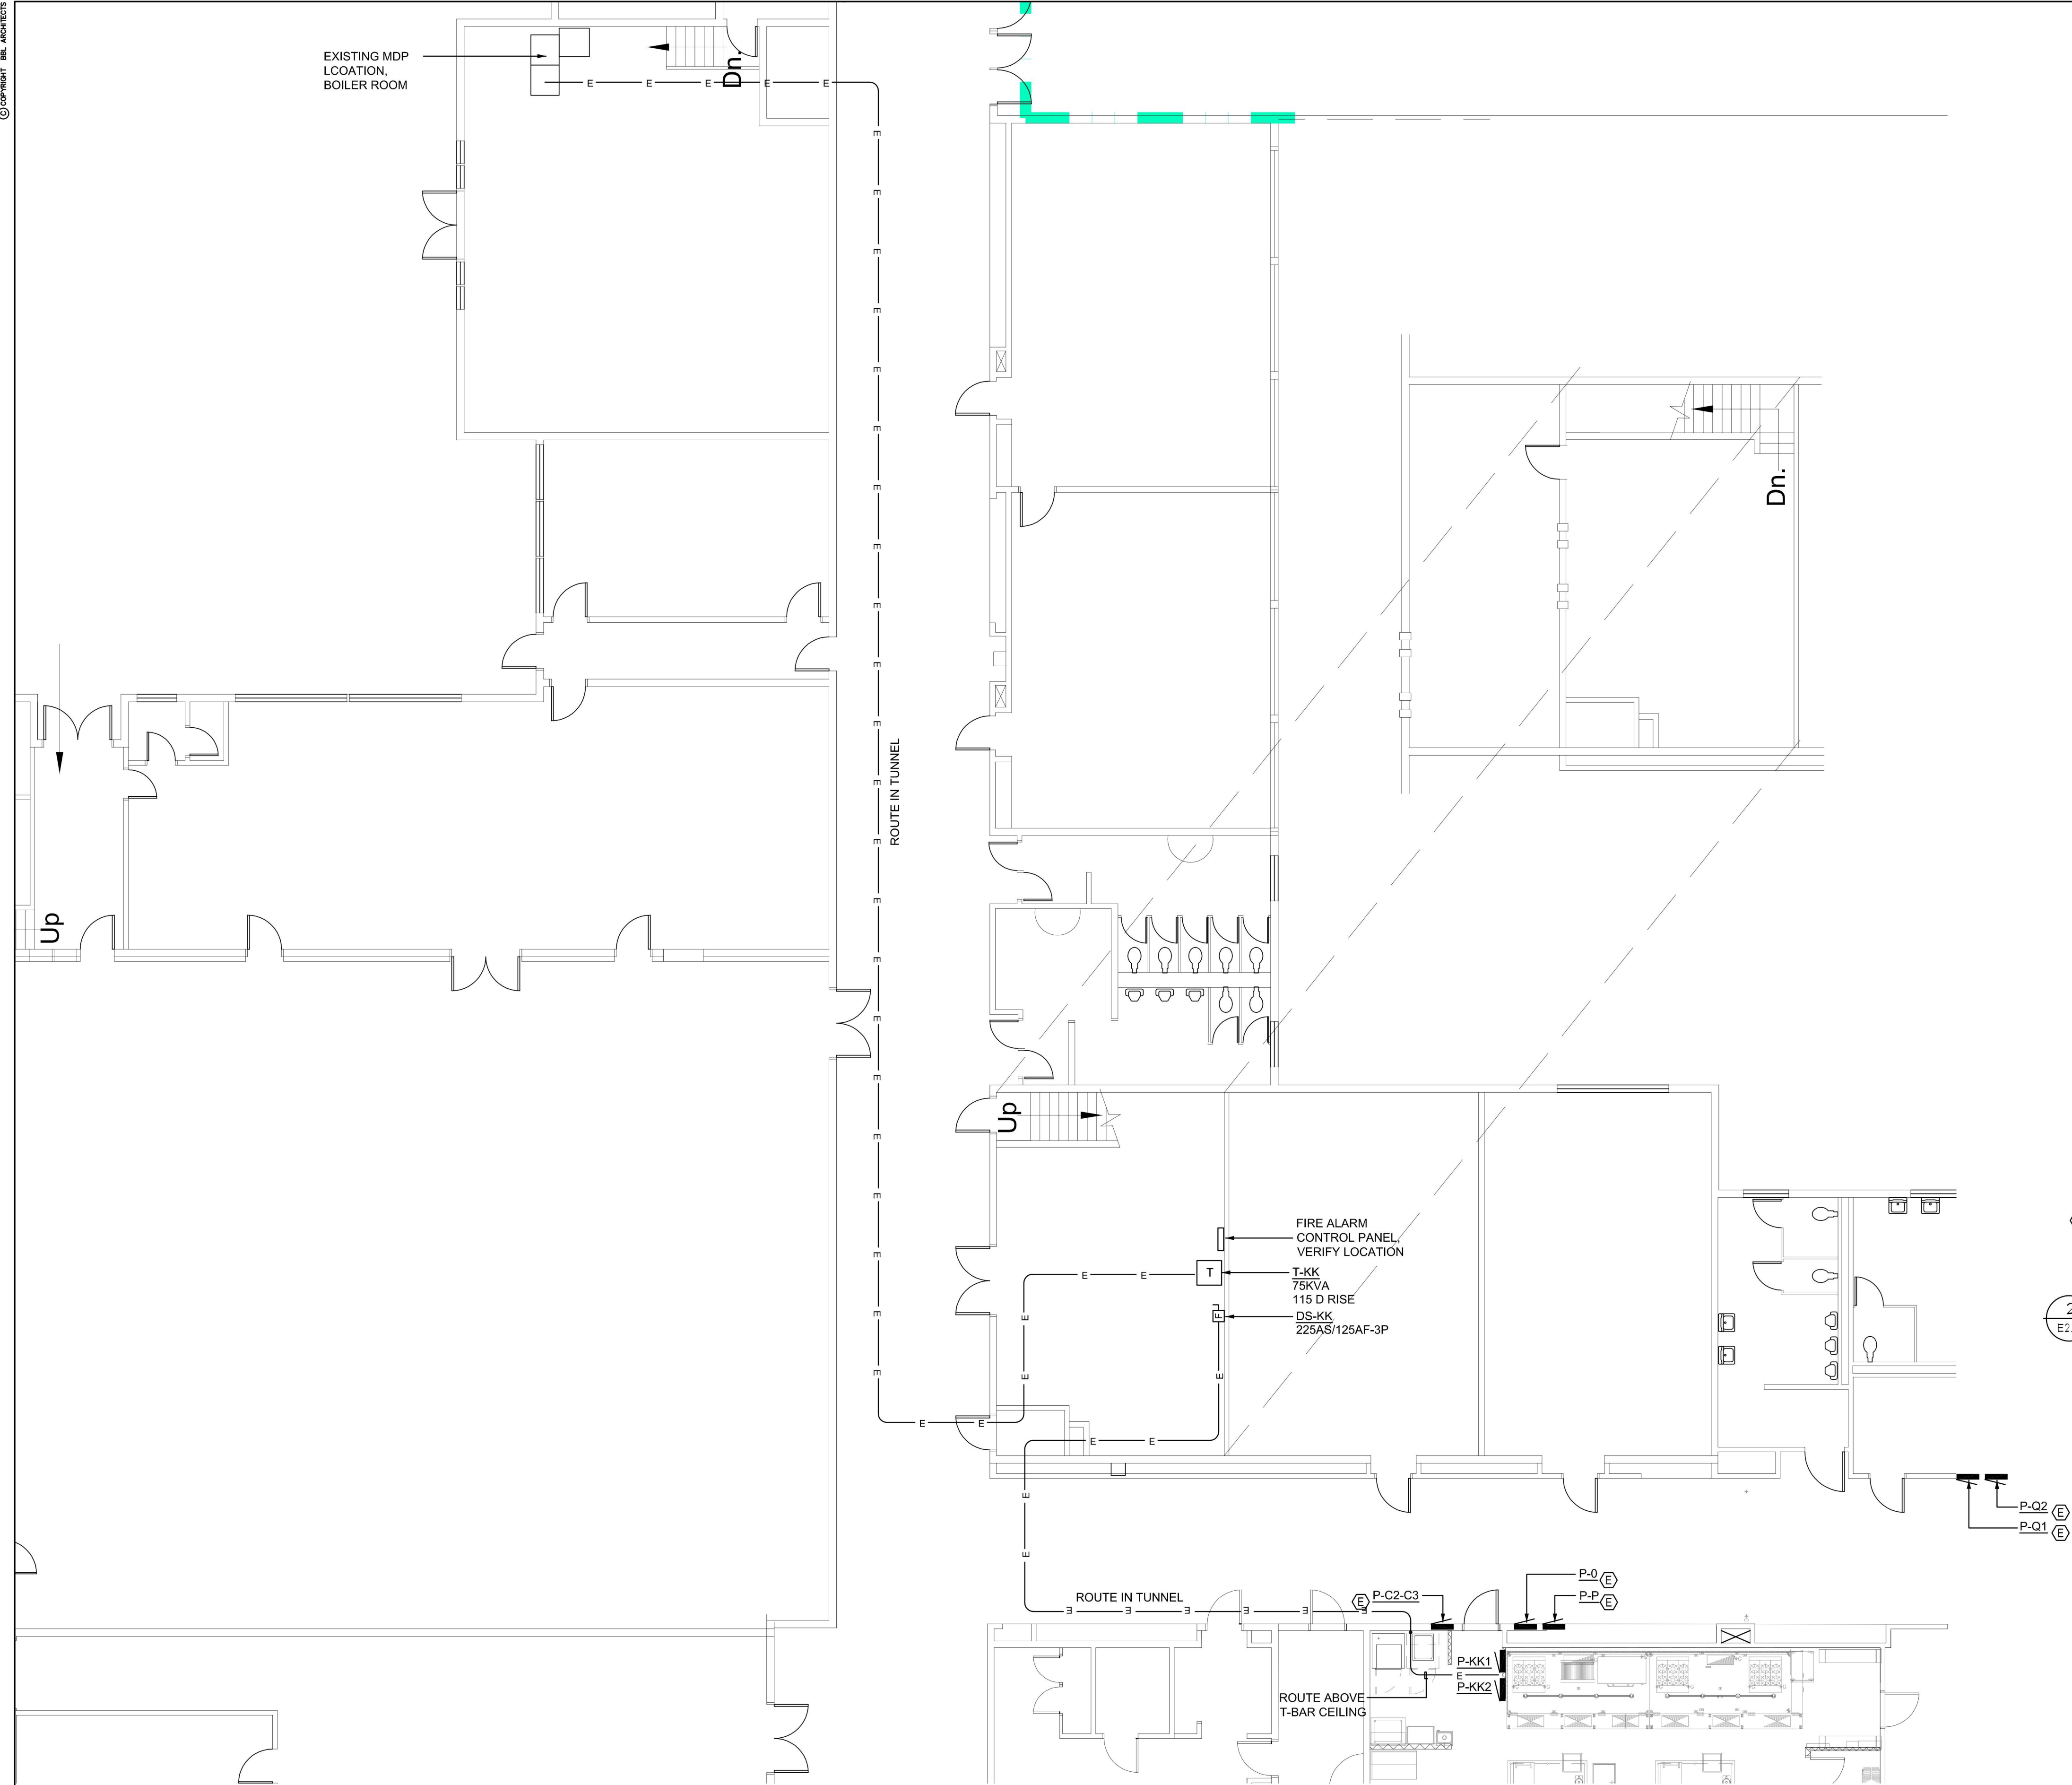 © COPYRIGHT BBL ARCHITECTS
EXISTING MDP
LCOATION,
BOILER ROOM
Dn.
E E E E E
E E E E E E E E E E E E E E E E E E E E E E
ROUTE IN TUNNEL
Dn.
Up
Up
FIRE ALARM
CONTROL PANEL,
VERIFY LOCATION
T
T-KK
75KVA
115 D RISE
F
DS-KK
225AS/125AF-3P
E E
E E
E E
E
E E
E E
2
E2.
P-Q2 E
P-Q1 E
P-0 E
P-P E
ROUTE IN TUNNEL
E P-C2-C3
E E E E E E
P-KK1
E
P-KK2
ROUTE ABOVE
T-BAR CEILING